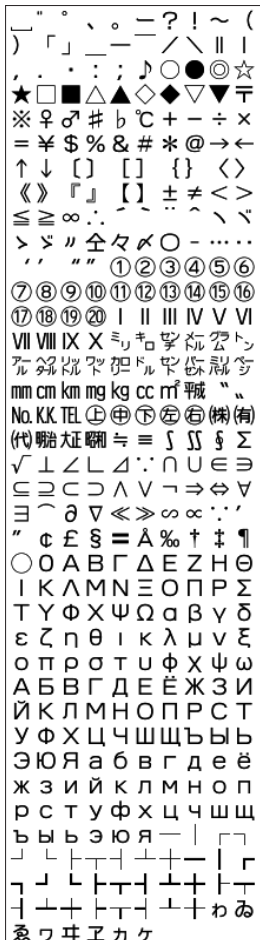 ␣゛゜、。ー?!~(
)「」_—‾/\‖|
,.・:;♪○●◎☆
★□■△▲◇◆▽▼〒
※♀♂♯♭℃+−÷×
=¥$%&#*@→←
↑↓〔〕[]{}〈〉
《》『』【】±≠<>
≦≧∞∴´`¨^ヽヾ
ゝゞ〃仝々〆〇‐…‥
‘’“”①②③④⑤⑥
⑦⑧⑨⑩⑪⑫⑬⑭⑮⑯
⑰⑱⑲⑳ⅠⅡⅢⅣⅤⅥ
ⅦⅧⅨⅩ㍉㌔㌢㍍㌘㌧
㌃㌶㍑㍗㌍㌦㌣㌫㍊㌻
㎜㎝㎞㎎㎏㏄㎡㍻〝〟
№㏍℡㊤㊥㊦㊧㊨㈱㈲
㈹㍾㍽㍼≒≡∫∬∮Σ
√⊥∠∟⊿∵∩∪∈∋
⊆⊇⊂⊃∧∨¬⇒⇔∀
∃⌒∂∇≪≫∽∝∵′
″¢£§〓Å‰†‡¶
◯ΟΑΒΓΔΕΖΗΘ
ΙΚΛΜΝΞΟΠΡΣ
ΤΥΦΧΨΩαβγδ
εζηθικλμνξ
οπρστυφχψω
АБВГДЕЁЖЗИ
ЙКЛМНОПРСТ
УФХЦЧШЩЪЫЬ
ЭЮЯабвгдеё
жзийклмноп
рстуфхцчшщ
ъыьэюя─│┌┐
┘└├┬┤┴┼━┃┏
┓┛┗┣┳┫┻╋┠┯
┨┷┿┝┰┥┸╂ゎゐ
ゑヮヰヱヵヶ